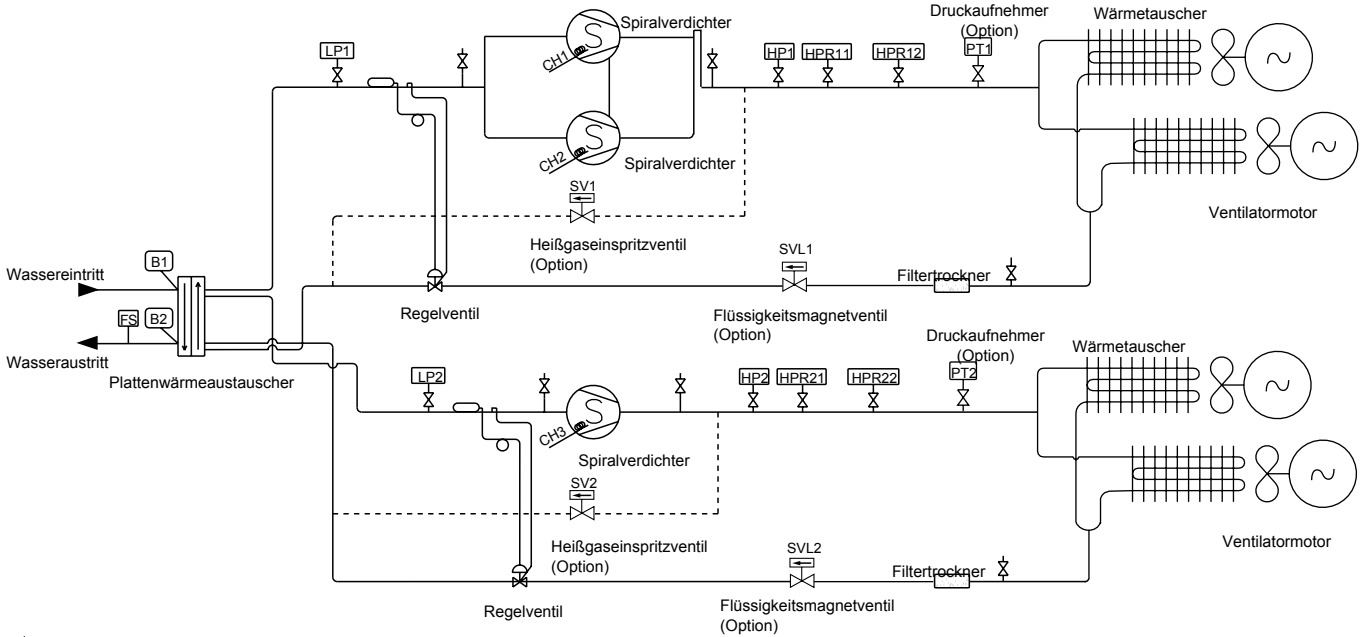 Spiralverdichter
Druckaufnehmer
(Option)
Wärmetauscher
LP1
CH1
HP1
HPR11
HPR12
PT1
CH2
Spiralverdichter
SV1
Ventilatormotor
Heißgaseinspritzventil
(Option)
SVL1
B1
Wassereintritt
Filtertrockner
FS
B2
Regelventil
Flüssigkeitsmagnetventil
(Option)
Wasseraustritt
Plattenwärmeaustauscher
Druckaufnehmer
(Option)
Wärmetauscher
LP2
HP2
HPR21
HPR22
PT2
CH3
Spiralverdichter
SV2
Heißgaseinspritzventil
(Option)
SVL2
Ventilatormotor
Filtertrockner
Regelventil
Flüssigkeitsmagnetventil
(Option)